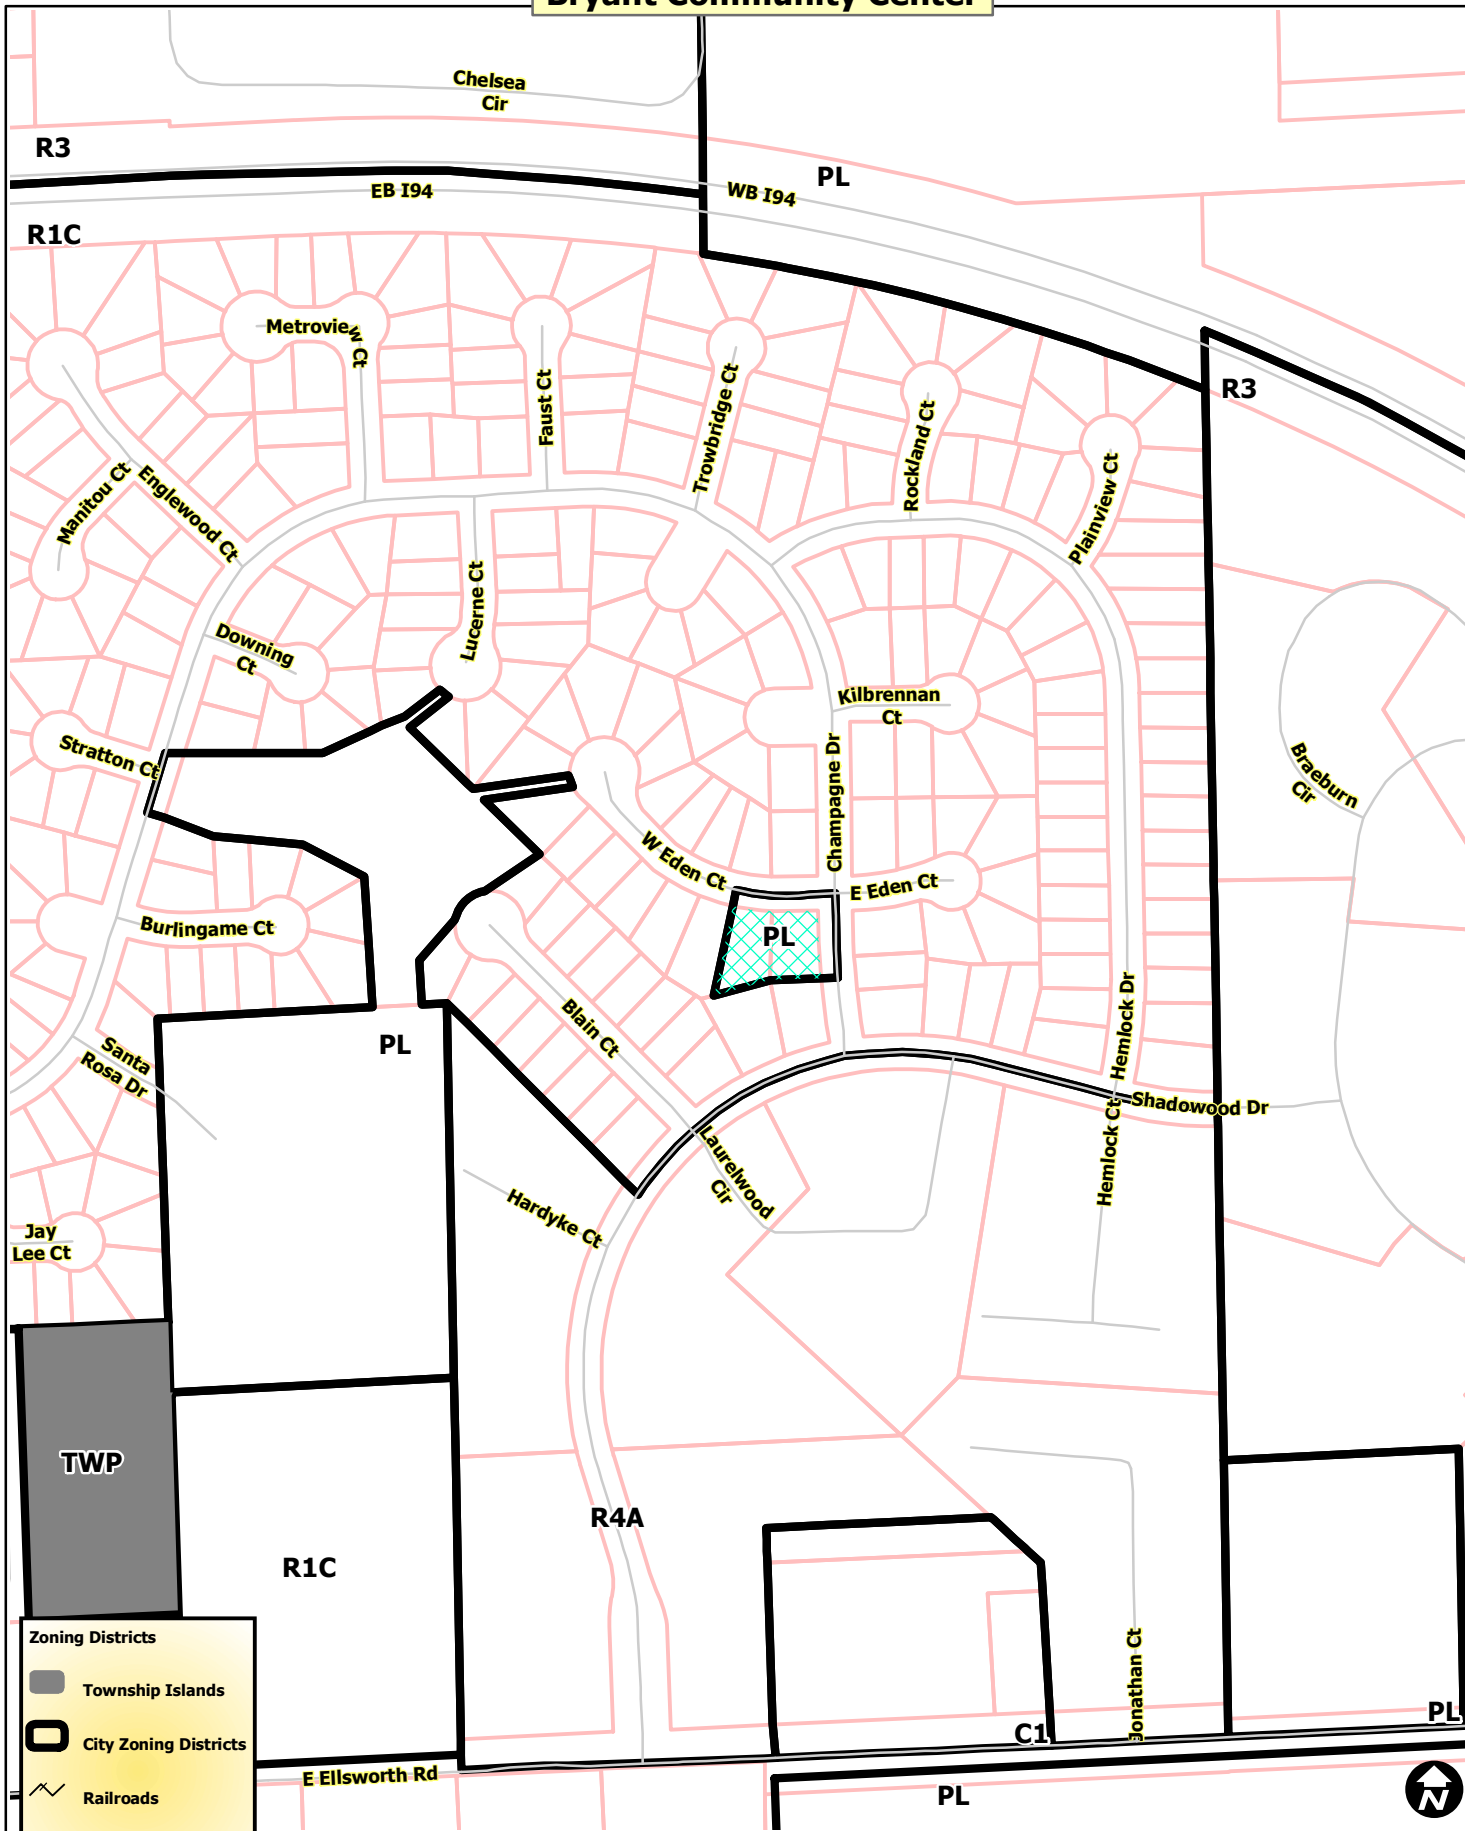 Bryant Community Center
Chelsea
Cir
R3
PL
EB I94
WB I94
R1C
Metroview Ct
R3
Faust Ct
Trowbridge Ct
Rockland Ct
Plainview Ct
Manitou Ct
Englewood Ct
Lucerne Ct
Downing
Ct
Kilbrennan
Ct
Stratton Ct
Champagne Dr
Braeburn
Cir
W Eden Ct
E Eden Ct
Burlingame Ct
PL
Blain Ct
Hemlock Dr
PL
Santa
Rosa Dr
Shadowood Dr
Hemlock Ct
Laurelwood
Cir
Hardyke Ct
Jay
Lee Ct
TWP
R4A
R1C
Jonathan Ct
Zoning Districts
Township Islands
City Zoning Districts
Railroads
C1
PL
E Ellsworth Rd
PL
N